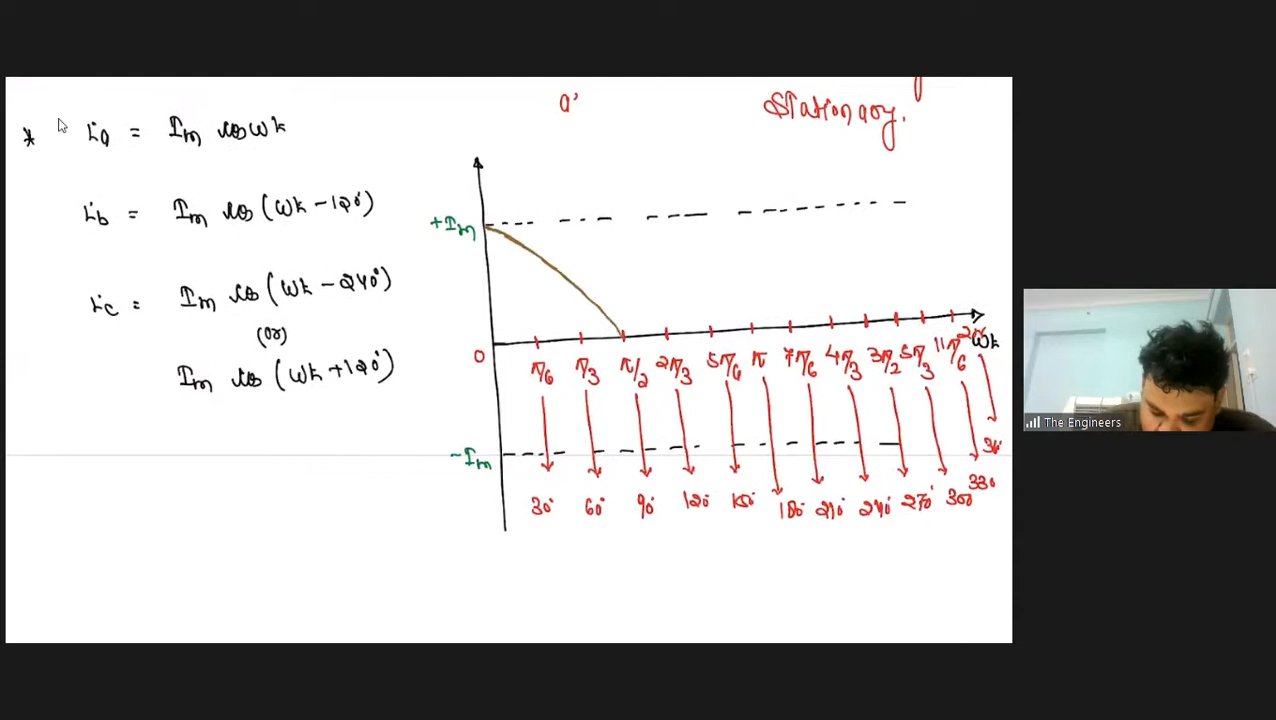 a'
Stationary.
* ia = Im cos ωt
ib = Im cos (ωt - 120°)
ic = Im cos (ωt - 240°)
(or)
Im cos (ωt + 120°)
+Im
0
π/6 π/3 π/2 2π/3 5π/6 π 7π/6 4π/3 3π/2 5π/3 11π/6 2π
ωt
-Im
30° 60° 90° 120° 150° 180° 210° 240° 270° 300 330 36
The Engineers